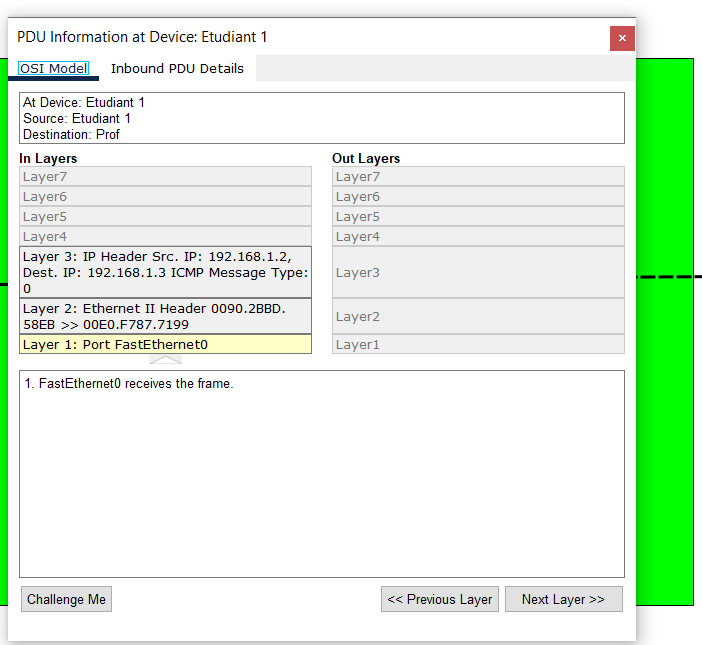 PDU Information at Device: Etudiant 1
×
OSI Model
Inbound PDU Details
At Device: Etudiant 1
Source: Etudiant 1
Destination: Prof
In Layers
Layer7
Layer6
Layer5
Layer4
Layer 3: IP Header Src. IP: 192.168.1.2,
Dest. IP: 192.168.1.3 ICMP Message Type:
0
Layer 2: Ethernet II Header 0090.2BBD.
58EB >> 00E0.F787.7199
Layer 1: Port FastEthernet0
Out Layers
Layer7
Layer6
Layer5
Layer4
Layer3
Layer2
Layer1
1. FastEthernet0 receives the frame.
Challenge Me
<< Previous Layer
Next Layer >>